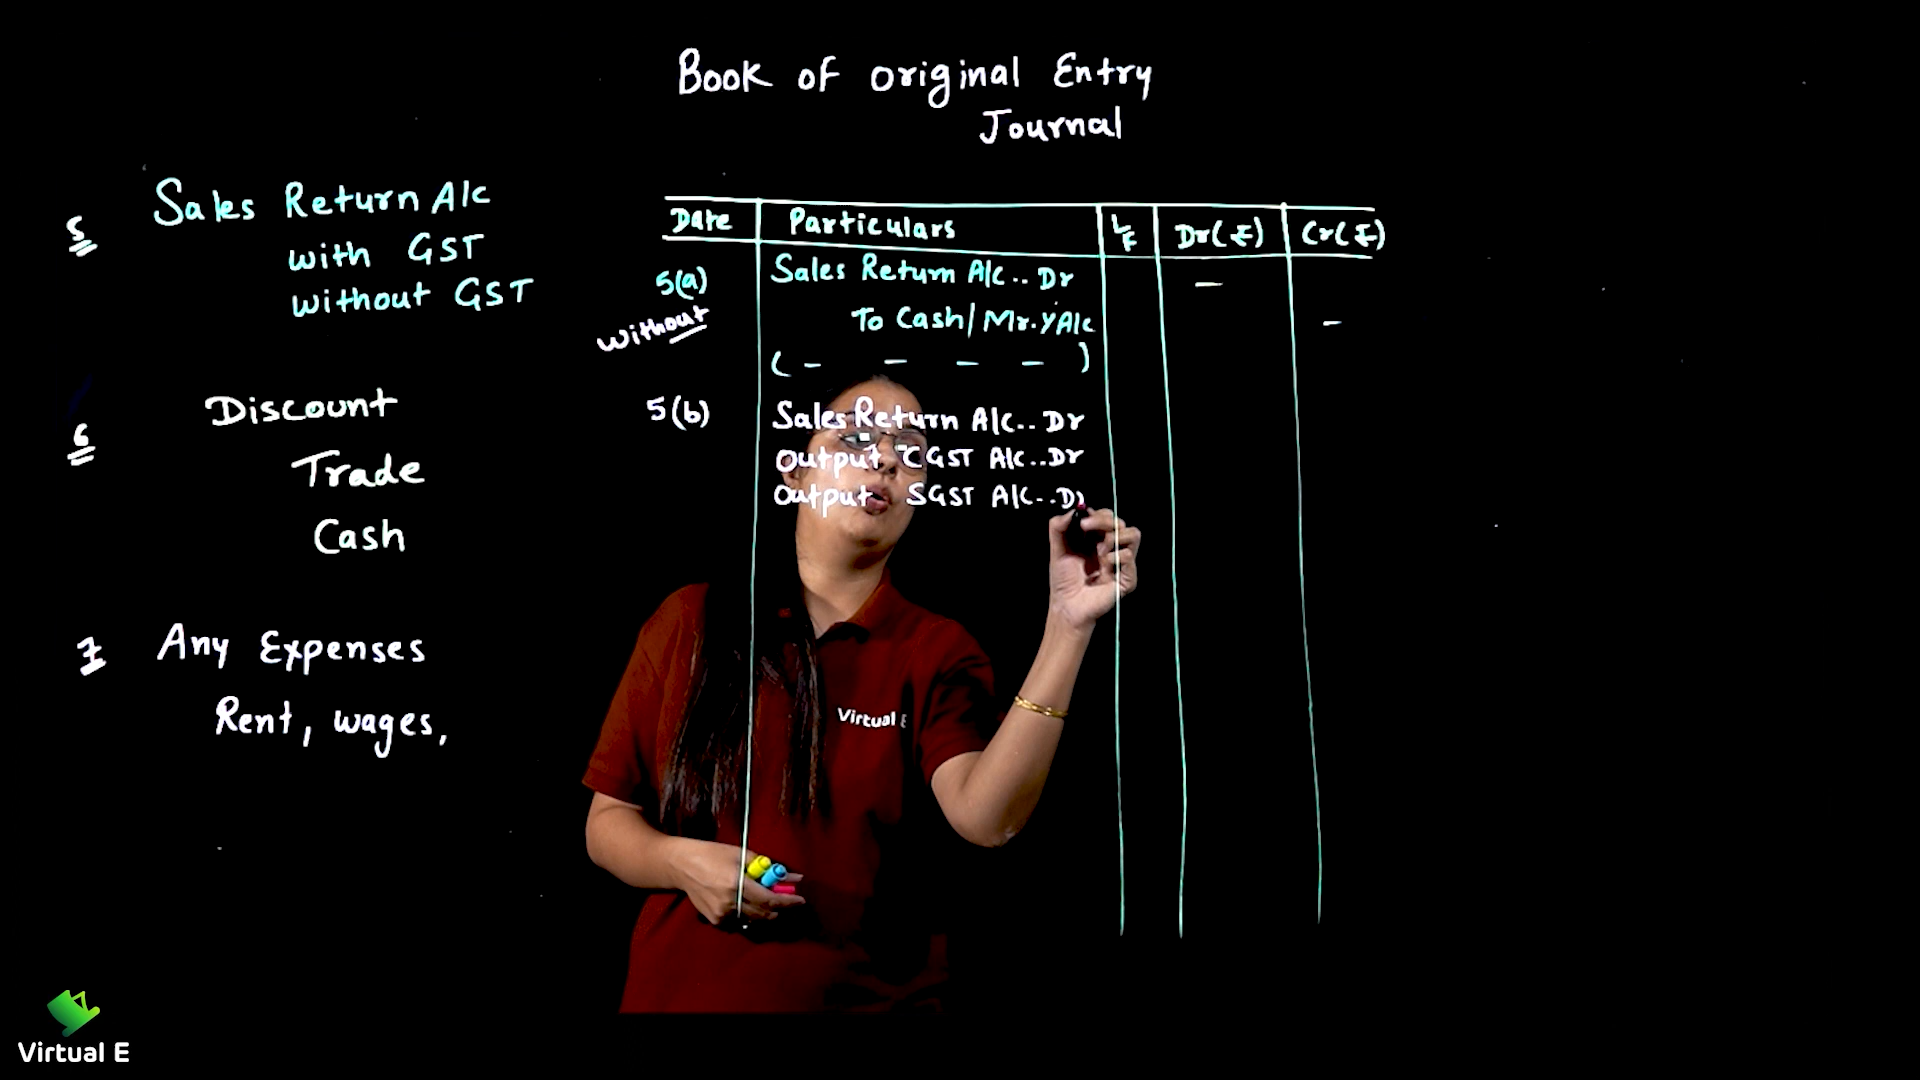 Book of original Entry
Journal
5 Sales Return A/c
with GST
without GST
6 Discount
Trade
Cash
7 Any Expenses
Rent, wages,
Date Particulars LF Dr(₹) Cr(₹)
5(a) Sales Return A/c.. Dr –
without To Cash/Mr.Y A/c –
( - – – – )
5(b) Sales Return A/c.. Dr
output CGST A/c..Dr
output SGST A/c..Dr
Virtual E
Virtual E